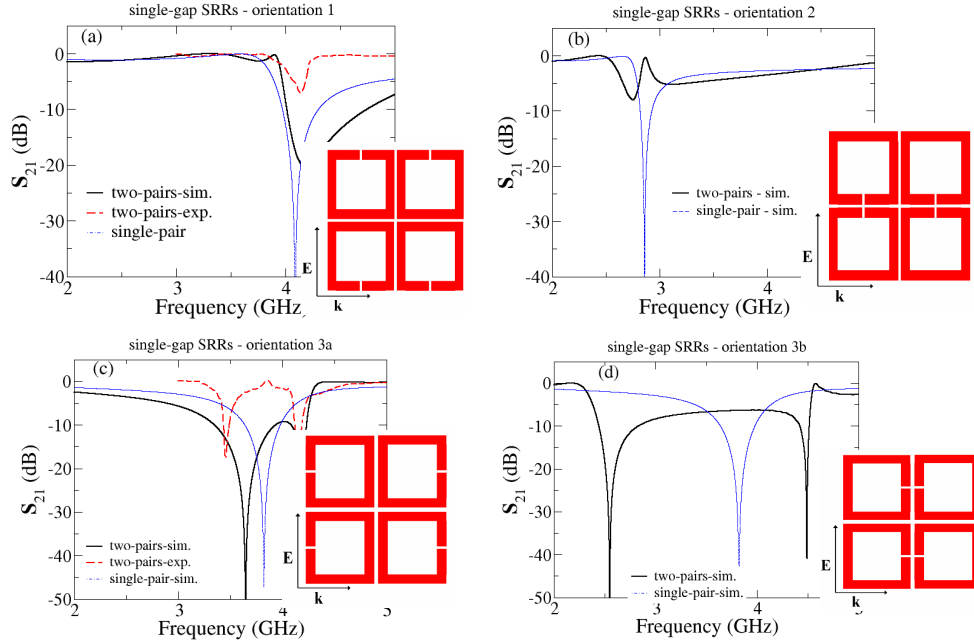 single-gap SRRs - orientation 1
(a)
0
-10
-20
-30
-40
S21 (dB)
two-pairs-sim.
two-pairs-exp.
single-pair
E
k
2 3 4
Frequency (GHz)
single-gap SRRs - orientation 2
(b)
0
-10
-20
-30
-40
S21 (dB)
two-pairs - sim.
single-pair - sim.
E
k
2 3 4
Frequency (GHz)
single-gap SRRs - orientation 3a
(c)
0
-10
-20
-30
-40
-50
S21 (dB)
two-pairs-sim.
two-pairs-exp.
single-pair-sim.
E
k
2 3 4 5
Frequency (GHz)
single-gap SRRs - orientation 3b
(d)
0
-10
-20
-30
-40
-50
S21 (dB)
two-pairs-sim.
single-pair-sim.
E
k
2 3 4 5
Frequency (GHz)